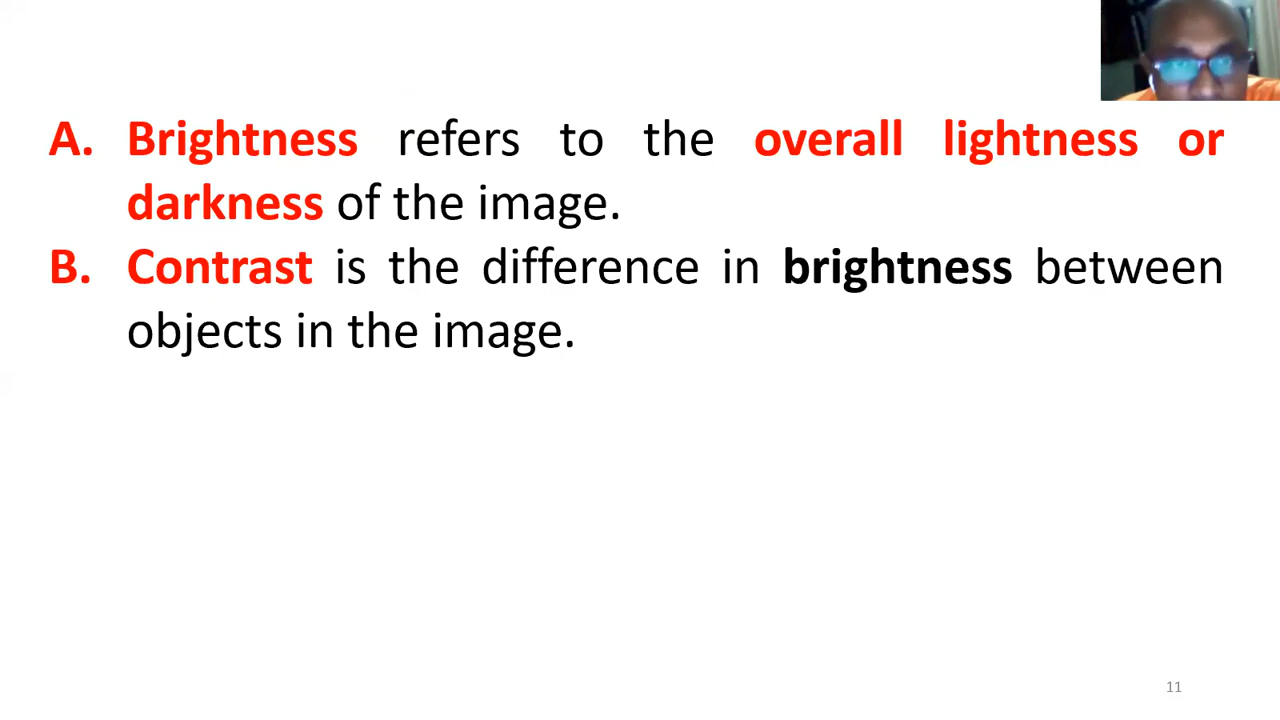 A. Brightness refers to the overall lightness or
darkness of the image.
B. Contrast is the difference in brightness between
objects in the image.
11